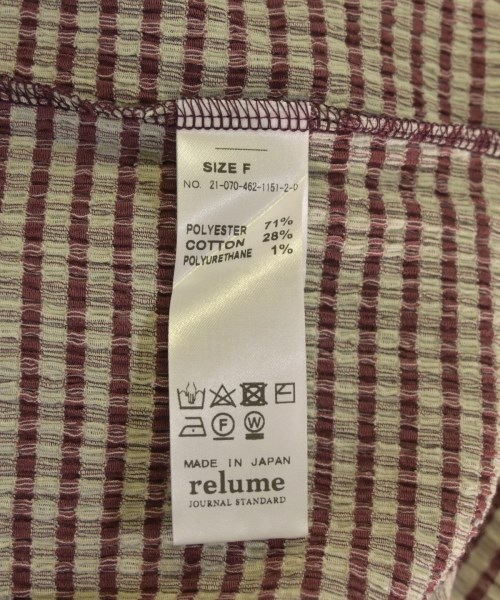 SIZE F
NO. 21-070-462-1151-2-D
POLYESTER 71%
COTTON 28%
POLYURETHANE 1%
F W
MADE IN JAPAN
relume
JOURNAL STANDARD